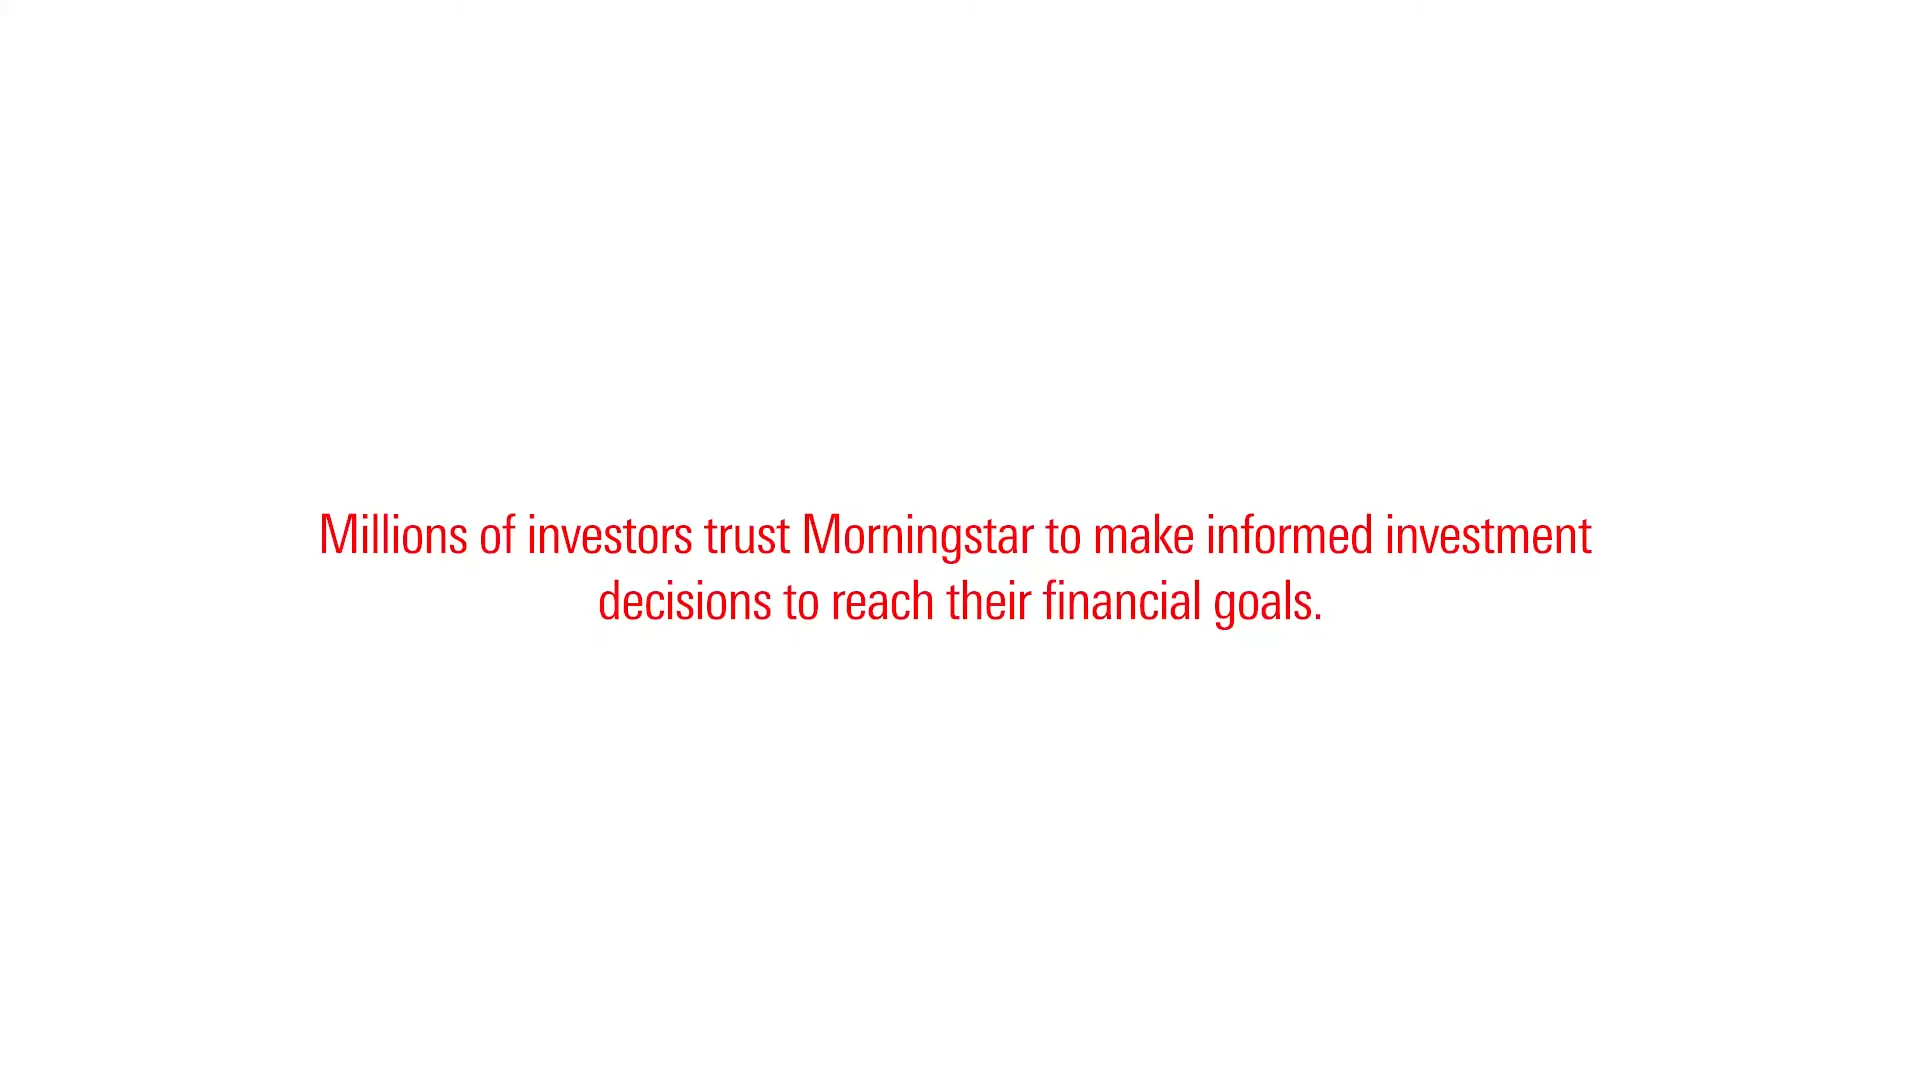 Millions of investors trust Morningstar to make informed investment
decisions to reach their financial goals.